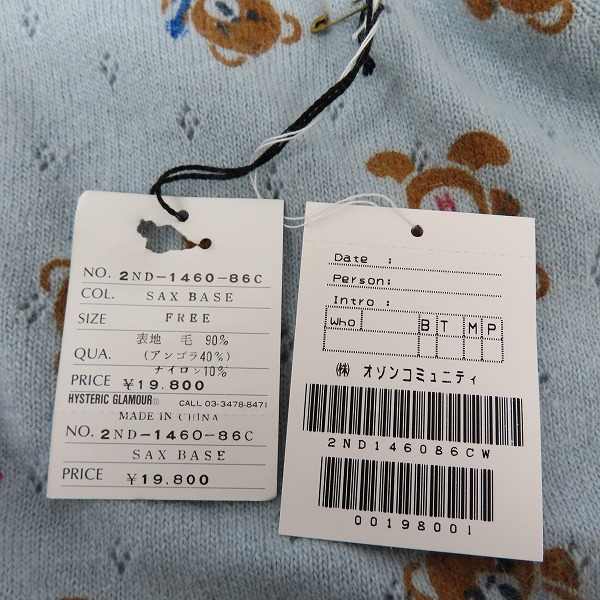 NO. 2ND-1460-86C
COL. SAX BASE
SIZE FREE
表地 毛 90%
QUA. (アンゴラ40%)
ナイロン10%
PRICE ¥19.800
HYSTERIC GLAMOUR® CALL 03-3478-8471
MADE IN CHINA
NO. 2ND-1460-86C
SAX BASE
PRICE ¥19.800
Date :
Person:
Intro :
Who B T M P
㈱ オゾンコミュニティ
2ND146086CW
00198001